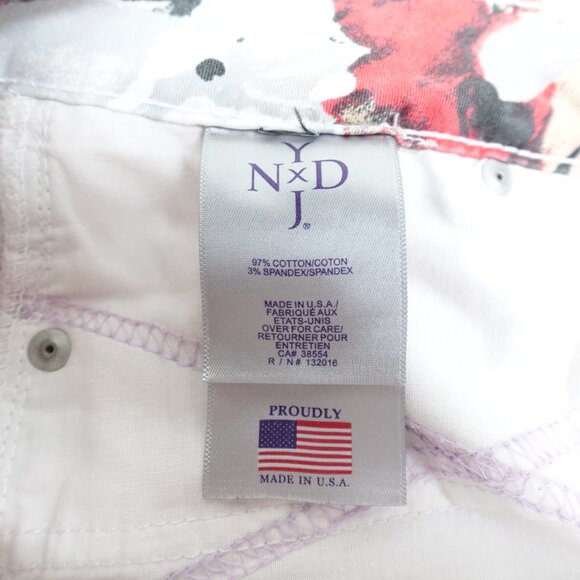 Y
N x D
J®
97% COTTON/COTON
3% SPANDEX/SPANDEX
MADE IN U.S.A./
FABRIQUÉ AUX
ETATS-UNIS
OVER FOR CARE/
RETOURNER POUR
ENTRETIEN
CA# 38554
R / N # 132016
PROUDLY
MADE IN U.S.A.